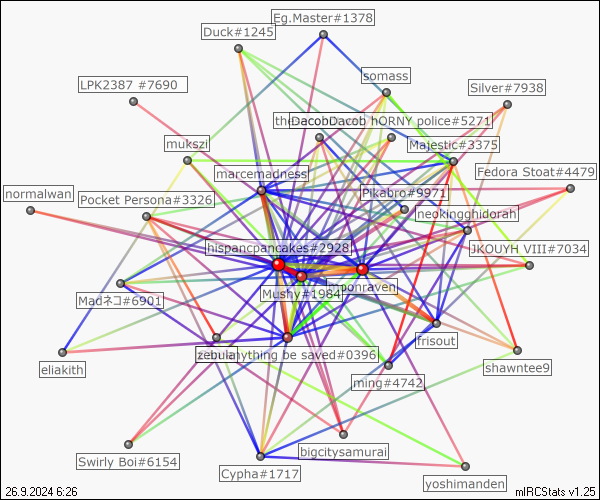 Eg.Master#1378
Duck#1245
somass
LPK2387 #7690
Silver#7938
DacobDacob
hORNY police#5271
mukszi
Majestic#3375
marcemadness
Fedora Stoat#4479
normalwan
Pocket Persona#3326
Pikabro#9971
neokingghidorah
hispancpancakes#2928
JKOUYH VIII#7034
Mushy#1984
moonraven
Madネコ#6901
frisout
zebula
anything be saved#0396
eliakith
shawntee9
ming#4742
bigcitysamurai
Swirly Boi#6154
Cypha#1717
yoshimanden
26.9.2024 6:26
mIRCStats v1.25